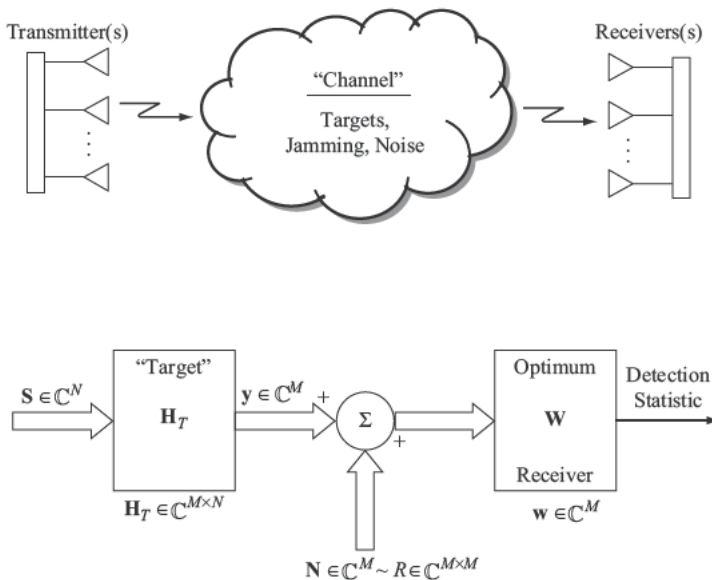 Transmitter(s)
Receivers(s)
“Channel”
Targets,
Jamming, Noise
“Target”
Optimum
Detection
Statistic
S ∈ ℂ^N
H_T
y ∈ ℂ^M
+
Σ
+
W
Receiver
H_T ∈ ℂ^{M×N}
w ∈ ℂ^M
N ∈ ℂ^M ~ R ∈ ℂ^{M×M}